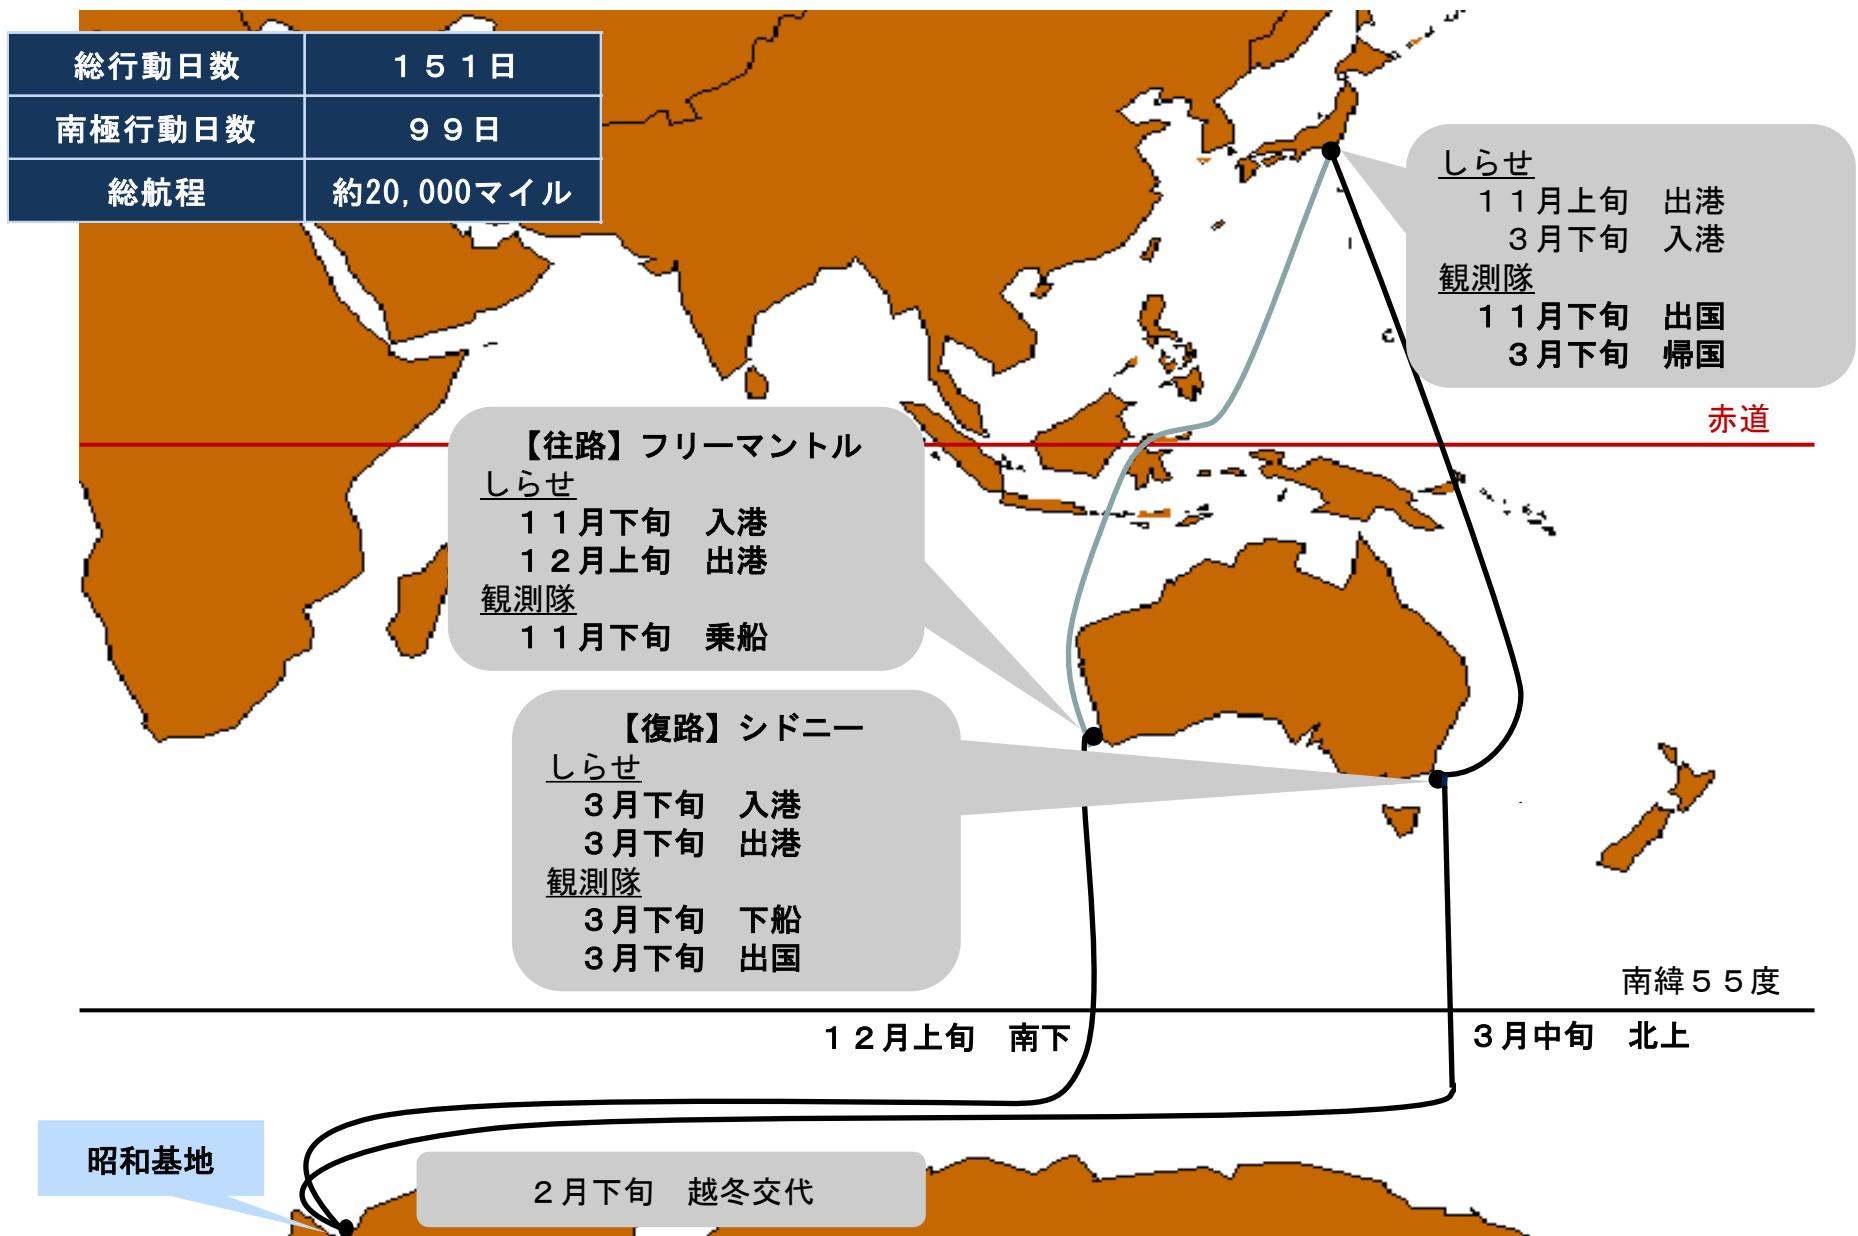 総行動日数 １５１日
南極行動日数 ９９日
総航程 約20,000マイル
しらせ
１１月上旬　出港
３月下旬　入港
観測隊
１１月下旬　出国
３月下旬　帰国
赤道
【往路】フリーマントル
しらせ
１１月下旬　入港
１２月上旬　出港
観測隊
１１月下旬　乗船
【復路】シドニー
しらせ
３月下旬　入港
３月下旬　出港
観測隊
３月下旬　下船
３月下旬　出国
南緯５５度
１２月上旬　南下
３月中旬　北上
昭和基地
２月下旬　越冬交代